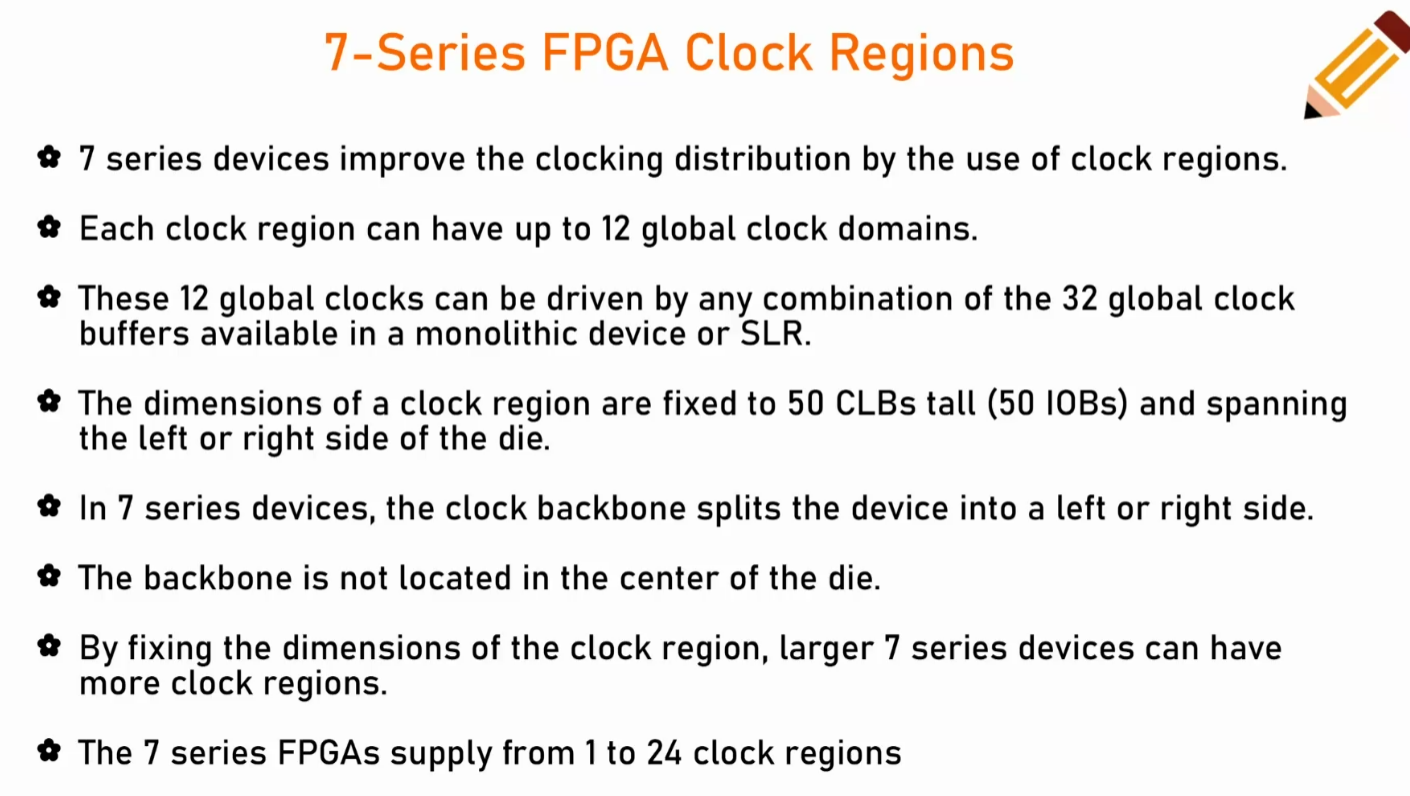 7-Series FPGA Clock Regions
7 series devices improve the clocking distribution by the use of clock regions.
Each clock region can have up to 12 global clock domains.
These 12 global clocks can be driven by any combination of the 32 global clock
buffers available in a monolithic device or SLR.
The dimensions of a clock region are fixed to 50 CLBs tall (50 IOBs) and spanning
the left or right side of the die.
In 7 series devices, the clock backbone splits the device into a left or right side.
The backbone is not located in the center of the die.
By fixing the dimensions of the clock region, larger 7 series devices can have
more clock regions.
The 7 series FPGAs supply from 1 to 24 clock regions